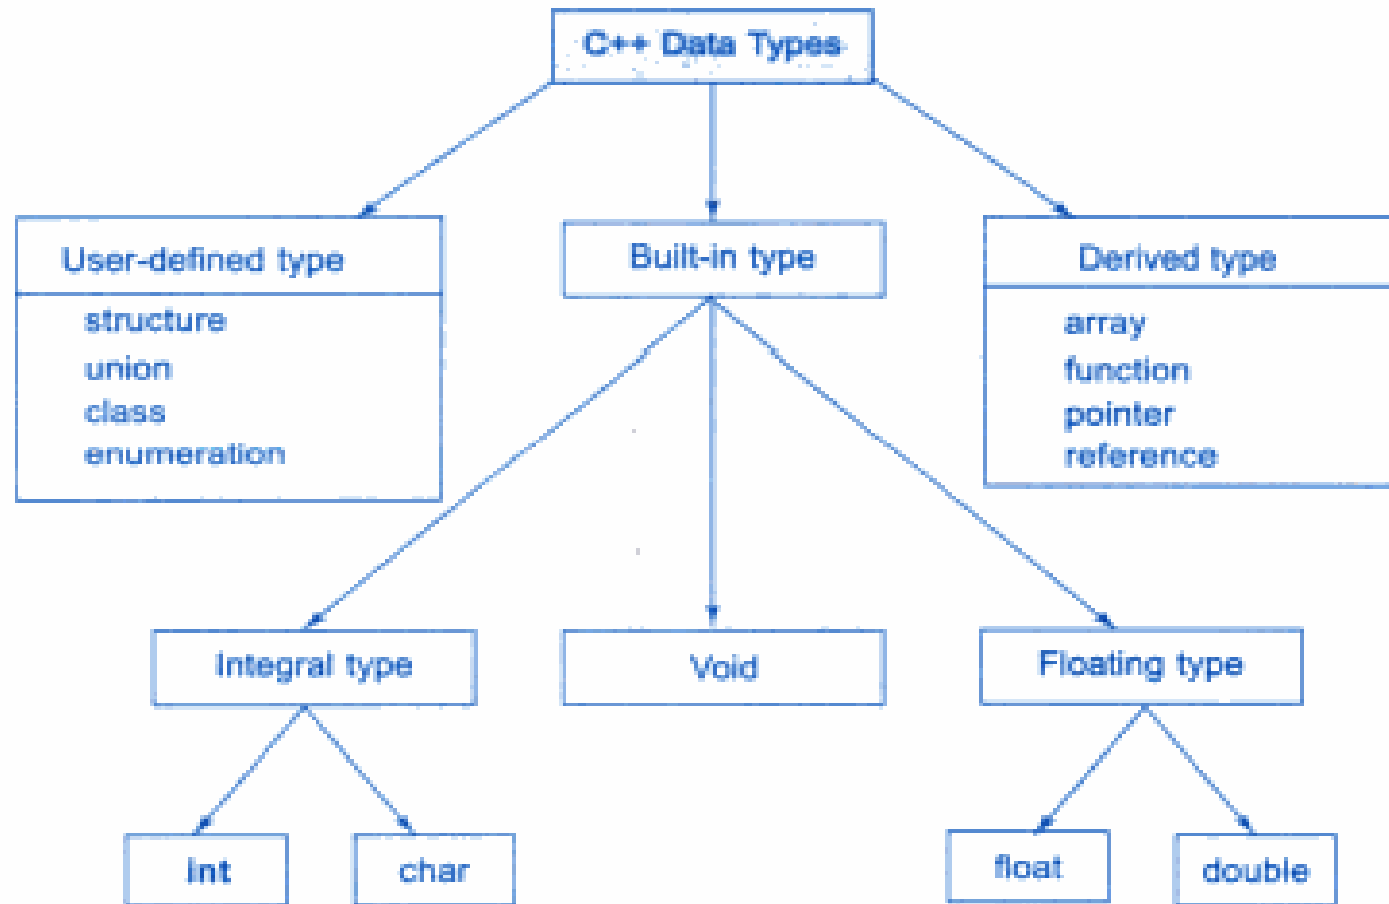 C++ Data Types
User-defined type
structure
union
class
enumeration
Built-in type
Derived type
array
function
pointer
reference
Integral type
Void
Floating type
int
char
float
double